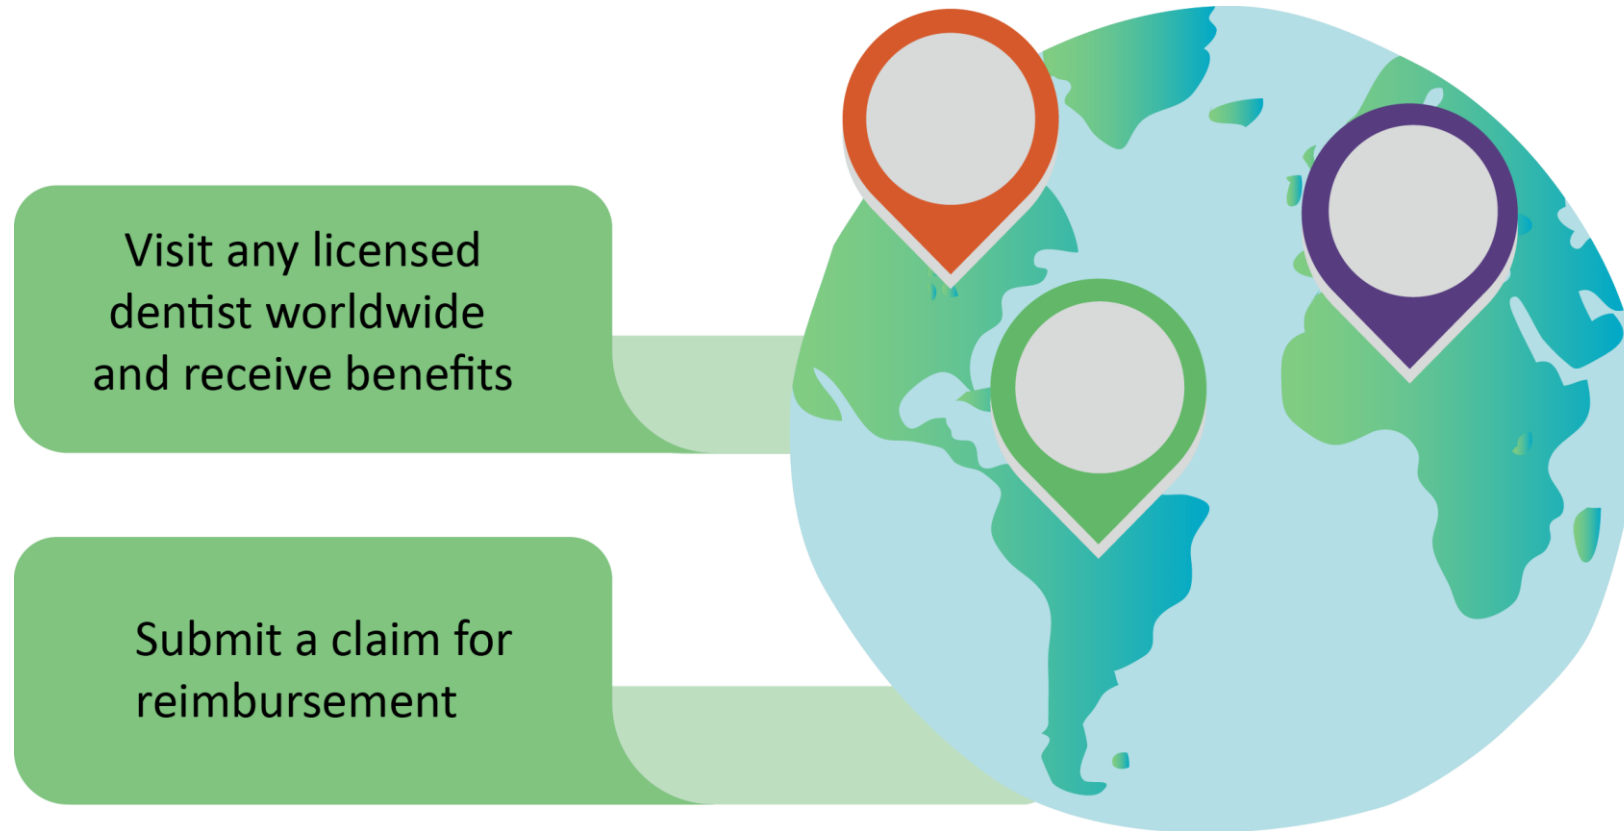 Visit any licensed
dentist worldwide
and receive benefits
Submit a claim for
reimbursement